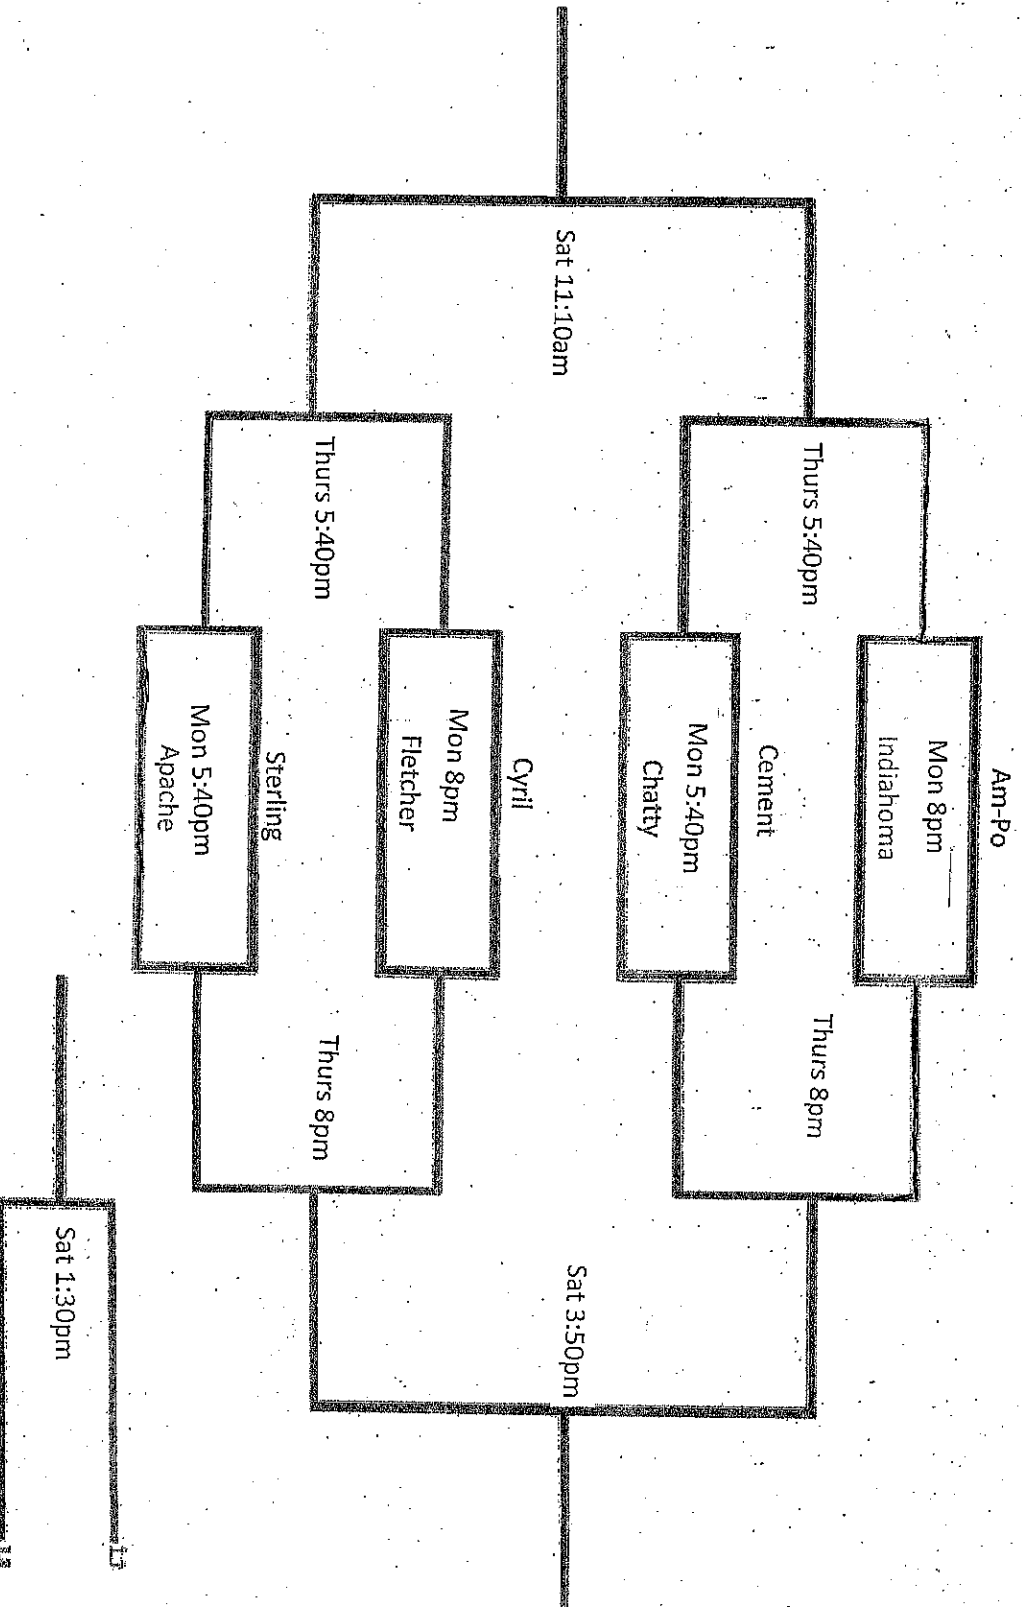 Am-Po
Mon 8pm
Indiahoma
Cement
Mon 5:40pm
Chatty
Cyril
Mon 8pm
Fletcher
Sterling
Mon 5:40pm
Apache
Thurs 5:40pm
Thurs 5:40pm
Sat 11:10am
Thurs 8pm
Thurs 8pm
Sat 3:50pm
Sat 1:30pm